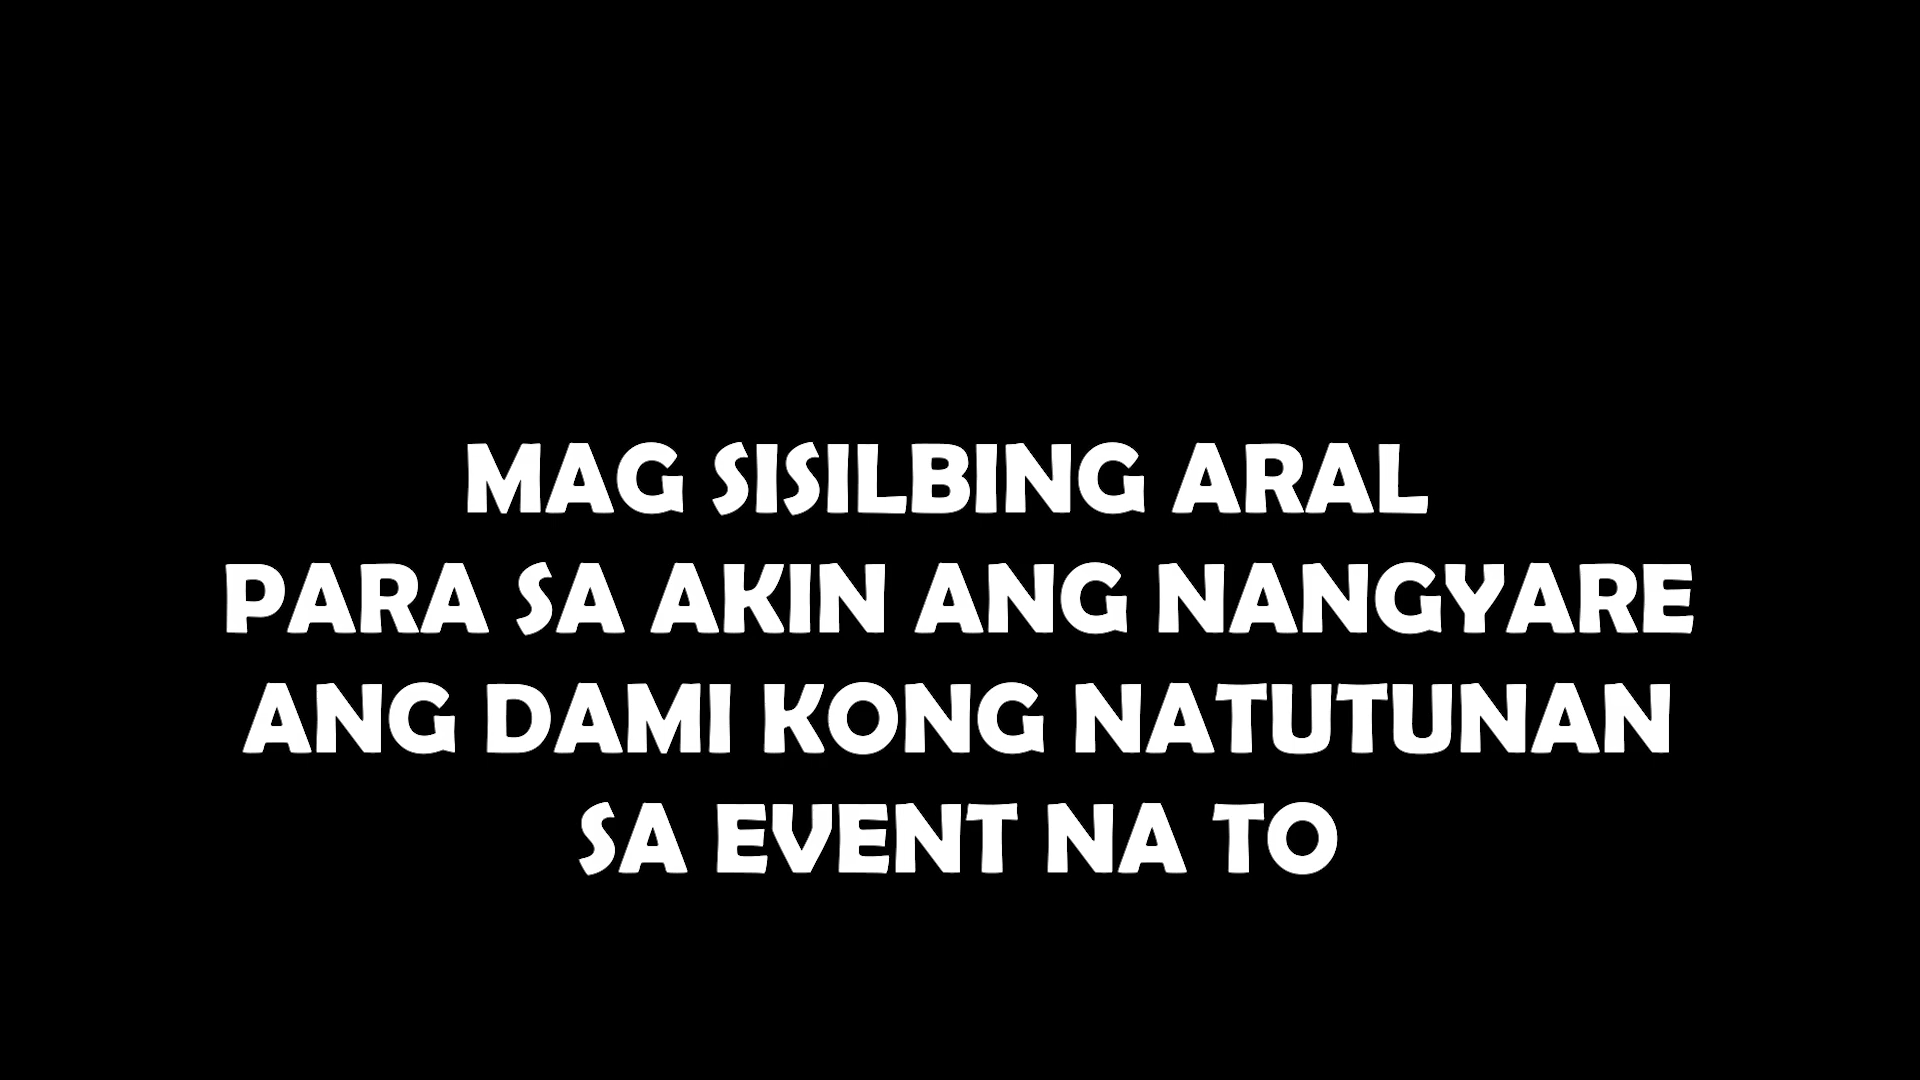 MAG SISILBING ARAL
PARA SA AKIN ANG NANGYARE
ANG DAMI KONG NATUTUNAN
SA EVENT NA TO